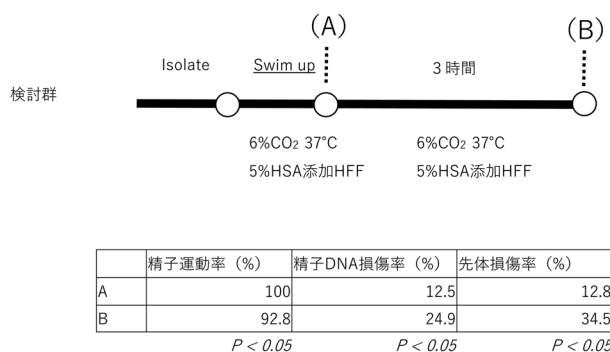 (A)
(B)
Isolate
Swim up
3時間
検討群
6%CO₂ 37°C
6%CO₂ 37°C
5%HSA添加HFF
5%HSA添加HFF
精子運動率（%） 精子DNA損傷率（%） 先体損傷率（%）
A 100 12.5 12.8
B 92.8 24.9 34.5
P < 0.05 P < 0.05 P < 0.05